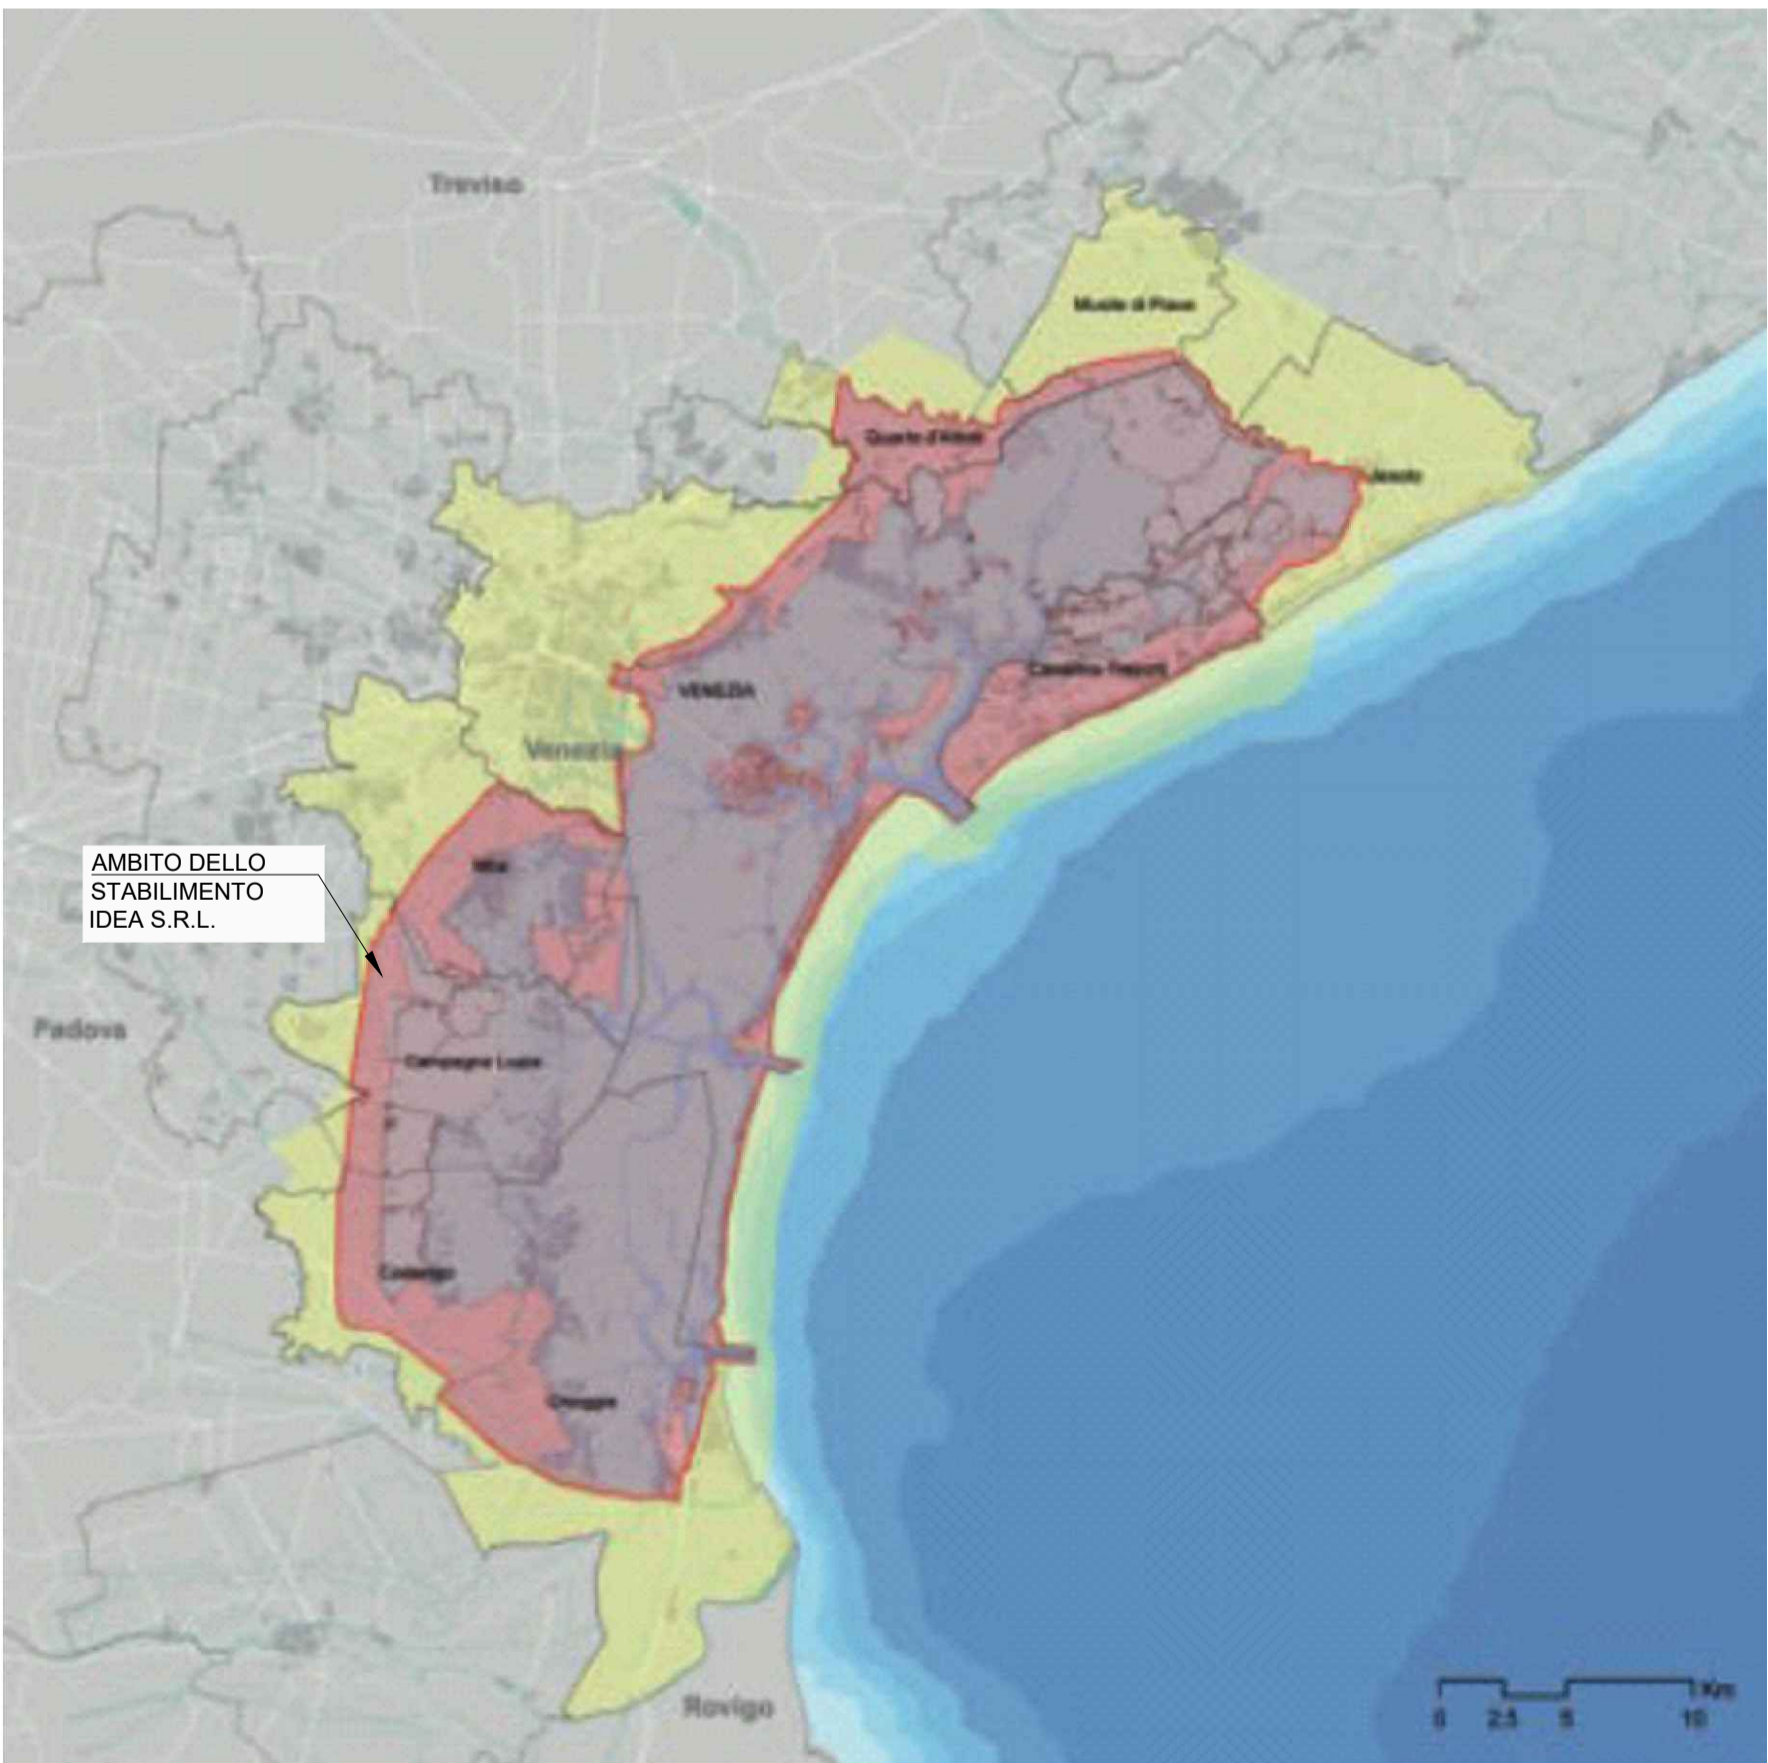 Treviso
Musile di Piave
Quarto d'Altino
Jesolo
Cavallino-Treporti
VENEZIA
Venezia
Mira
AMBITO DELLO
STABILIMENTO
IDEA S.R.L.
Padova
Campagna Lupia
Codevigo
Chioggia
Rovigo
Km
0 2.5 5 10